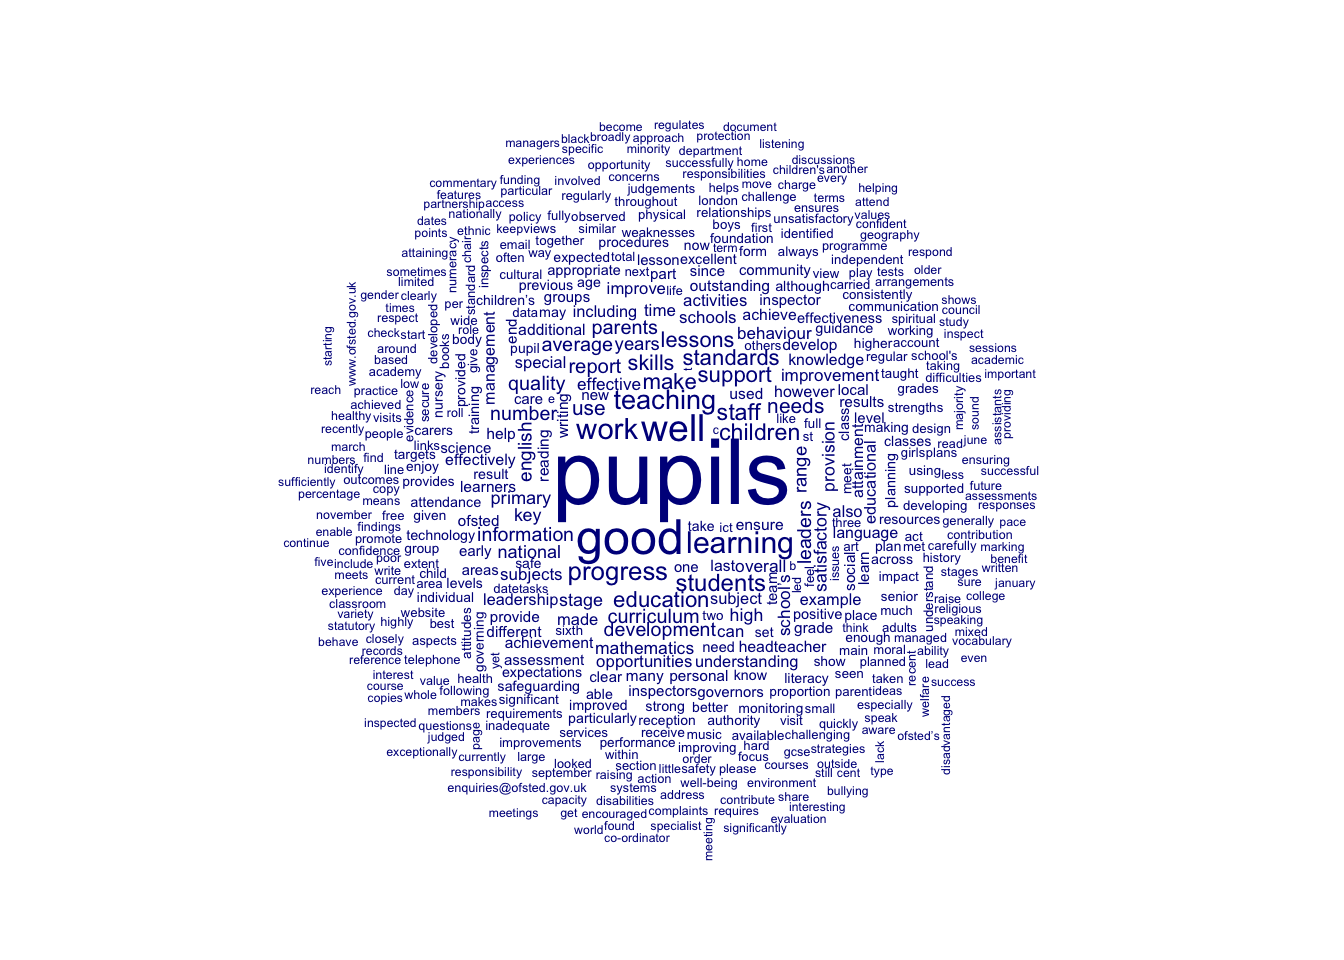 become regulates document
managers black broadly approach protection
specific minority department listening
experiences opportunity successfully home discussions
concerns responsibilities children's another
commentary funding involved judgements helps move charge every helping
features particular regularly throughout london challenge terms attend
partnership access ensures values
dates nationally policy fully observed physical relationships unsatisfactory confident
points ethnic keep views similar weaknesses boys first identified geography
email together procedures now foundation programme
attaining numeracy standard chair inspects often way expected total lesson excellent term form always independent respond
sometimes cultural appropriate next part since community view play tests older
limited previous age improve life outstanding although carried arrangements
www.ofsted.gov.uk gender clearly per children's groups activities inspector consistently shows
times developed wide data may including time schools achieve effectiveness communication spiritual council
respect role end additional parents behaviour guidance working study
starting check start books body management pupil average years lessons others develop higher account inspect
around based nursery provided give special report skills t standards knowledge regular school's sessions
academy secure training quality effective make support improvement taught taking academic
reach practice low care e new used however local grades difficulties important
achieved evidence roll number writing use teaching staff needs results strengths majority sound assistants providing
healthy visits like full class level
recently people carers help english work well c children st making design
march links science reading range provision meet attainment educational classes read june
numbers find targets effectively pupils planning girls plans ensuring
identify line enjoy result using less successful
sufficiently outcomes provides learners supported future
percentage copy means attendance primary developing assessments
november free given ofsted key leaders also resources generally responses
enable findings technology information good take ict ensure satisfactory three language act pace
continue promote contribution
confidence group early national learning issues art plan met carefully marking
five include poor extent safe social learn across history benefit
meets write child areas subjects progress one last overall b team led feel impact stages written
experience current day area levels date tasks students school's understand sure january
classroom individual leadership stage education subject example senior raise college
variety website provide made curriculum two high positive place much religious
statutory highly best attitudes governing different sixth development can set grade think adults speaking mixed
behave closely aspects achievement mathematics need headteacher main moral enough managed vocabulary
records yet recent ability
reference telephone assessment opportunities understanding show planned lead even
interest value health expectations clear many personal know literacy seen taken welfare success
course following safeguarding able inspectors governors proportion parent ideas
copies whole makes significant improved strong better monitoring small especially
members requirements particularly reception authority visit quickly speak disadvantaged
inspected questions page inadequate services receive music available challenging aware ofsted's
judged improvements performance improving hard gcse strategies lack
exceptionally currently large looked within order focus courses outside
responsibility september raising section little safety please still cent type
enquiries@ofsted.gov.uk systems action well-being environment bullying
capacity disabilities address contribute share interesting
meetings get encouraged complaints requires evaluation
world found specialist significantly
co-ordinator meeting